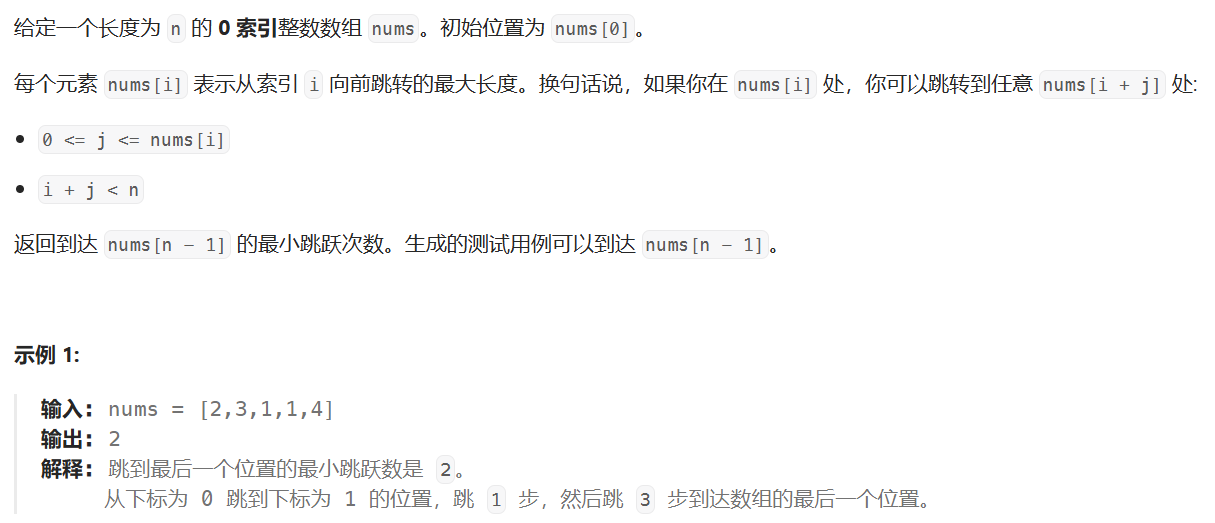 给定一个长度为 n 的 0 索引整数数组 nums。初始位置为 nums[0]。
每个元素 nums[i] 表示从索引 i 向前跳转的最大长度。换句话说，如果你在 nums[i] 处，你可以跳转到任意 nums[i + j] 处:
• 0 <= j <= nums[i]
• i + j < n
返回到达 nums[n - 1] 的最小跳跃次数。生成的测试用例可以到达 nums[n - 1]。
示例 1:
输入: nums = [2,3,1,1,4]
输出: 2
解释: 跳到最后一个位置的最小跳跃数是 2。
从下标为 0 跳到下标为 1 的位置，跳 1 步，然后跳 3 步到达数组的最后一个位置。